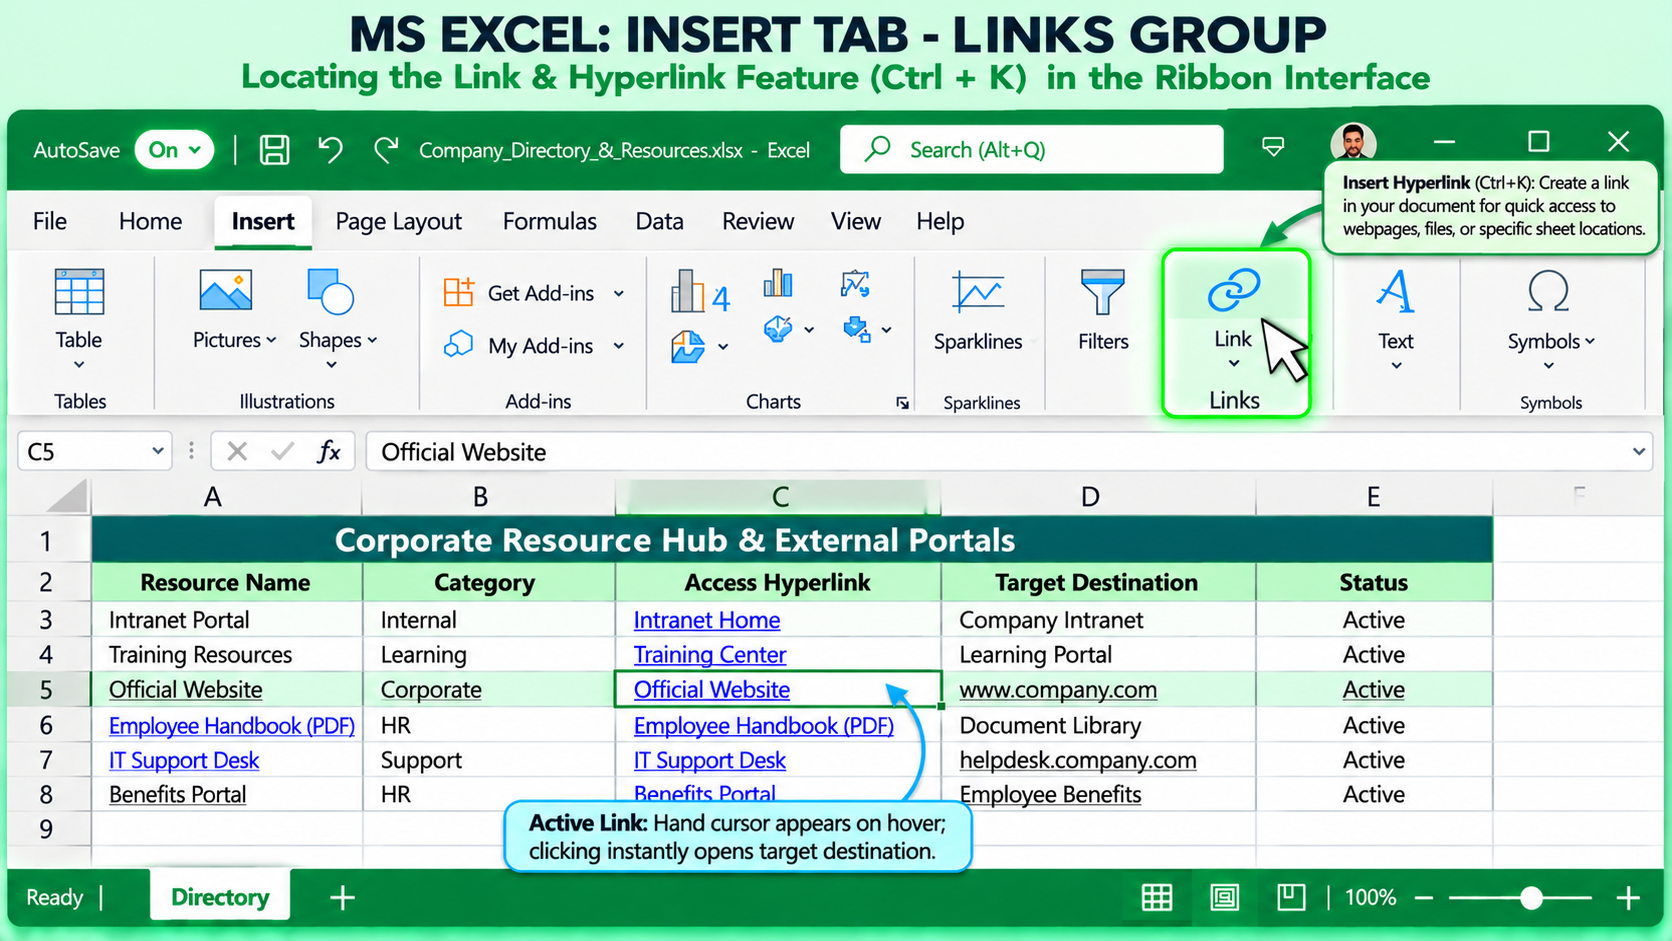 MS EXCEL: INSERT TAB - LINKS GROUP
Locating the Link & Hyperlink Feature (Ctrl + K) in the Ribbon Interface
AutoSave On Company_Directory_&_Resources.xlsx - Excel Search (Alt+Q)
Insert Hyperlink (Ctrl+K): Create a link
in your document for quick access to
webpages, files, or specific sheet locations.
File Home Insert Page Layout Formulas Data Review View Help
Table
Tables
Pictures Shapes
Illustrations
Get Add-ins
My Add-ins
Add-ins
4
Charts
Sparklines
Sparklines
Filters
Link
Links
Text
Symbols
Symbols
C5 fx Official Website
A B C D E F
1 Corporate Resource Hub & External Portals
2 Resource Name Category Access Hyperlink Target Destination Status
3 Intranet Portal Internal Intranet Home Company Intranet Active
4 Training Resources Learning Training Center Learning Portal Active
5 Official Website Corporate Official Website www.company.com Active
6 Employee Handbook (PDF) HR Employee Handbook (PDF) Document Library Active
7 IT Support Desk Support IT Support Desk helpdesk.company.com Active
8 Benefits Portal HR Benefits Portal Employee Benefits Active
9
Active Link: Hand cursor appears on hover;
clicking instantly opens target destination.
Ready Directory + 100%